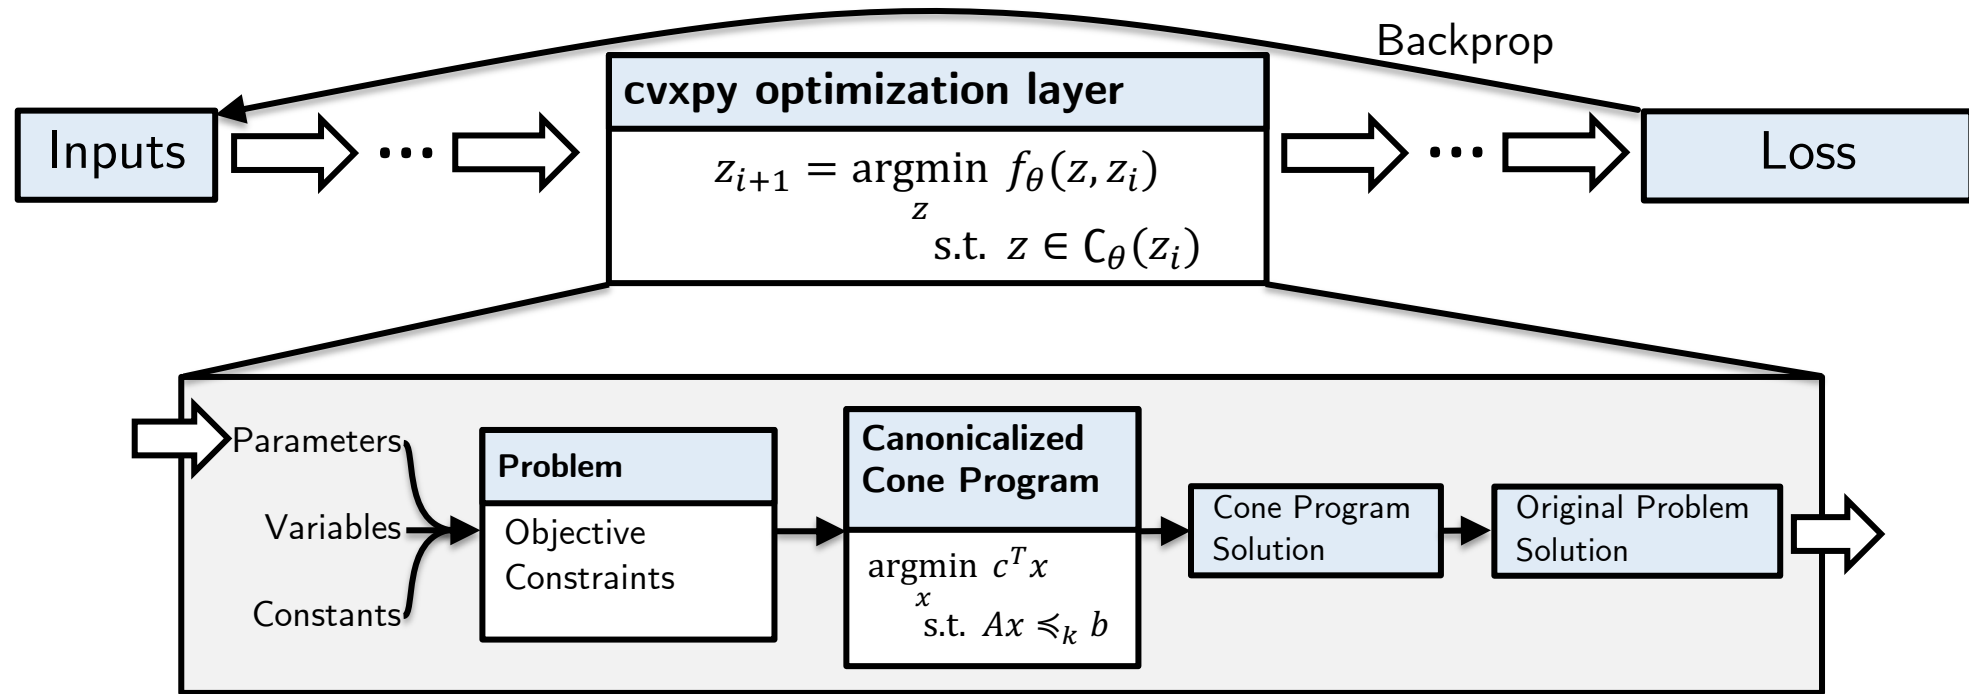 Backprop
Inputs
...
cvxpy optimization layer
z_{i+1} = argmin f_θ(z, z_i)
z
s.t. z ∈ C_θ(z_i)
...
Loss
Parameters
Variables
Constants
Problem
Objective
Constraints
Canonicalized
Cone Program
argmin c^T x
x
s.t. Ax ≼_k b
Cone Program
Solution
Original Problem
Solution